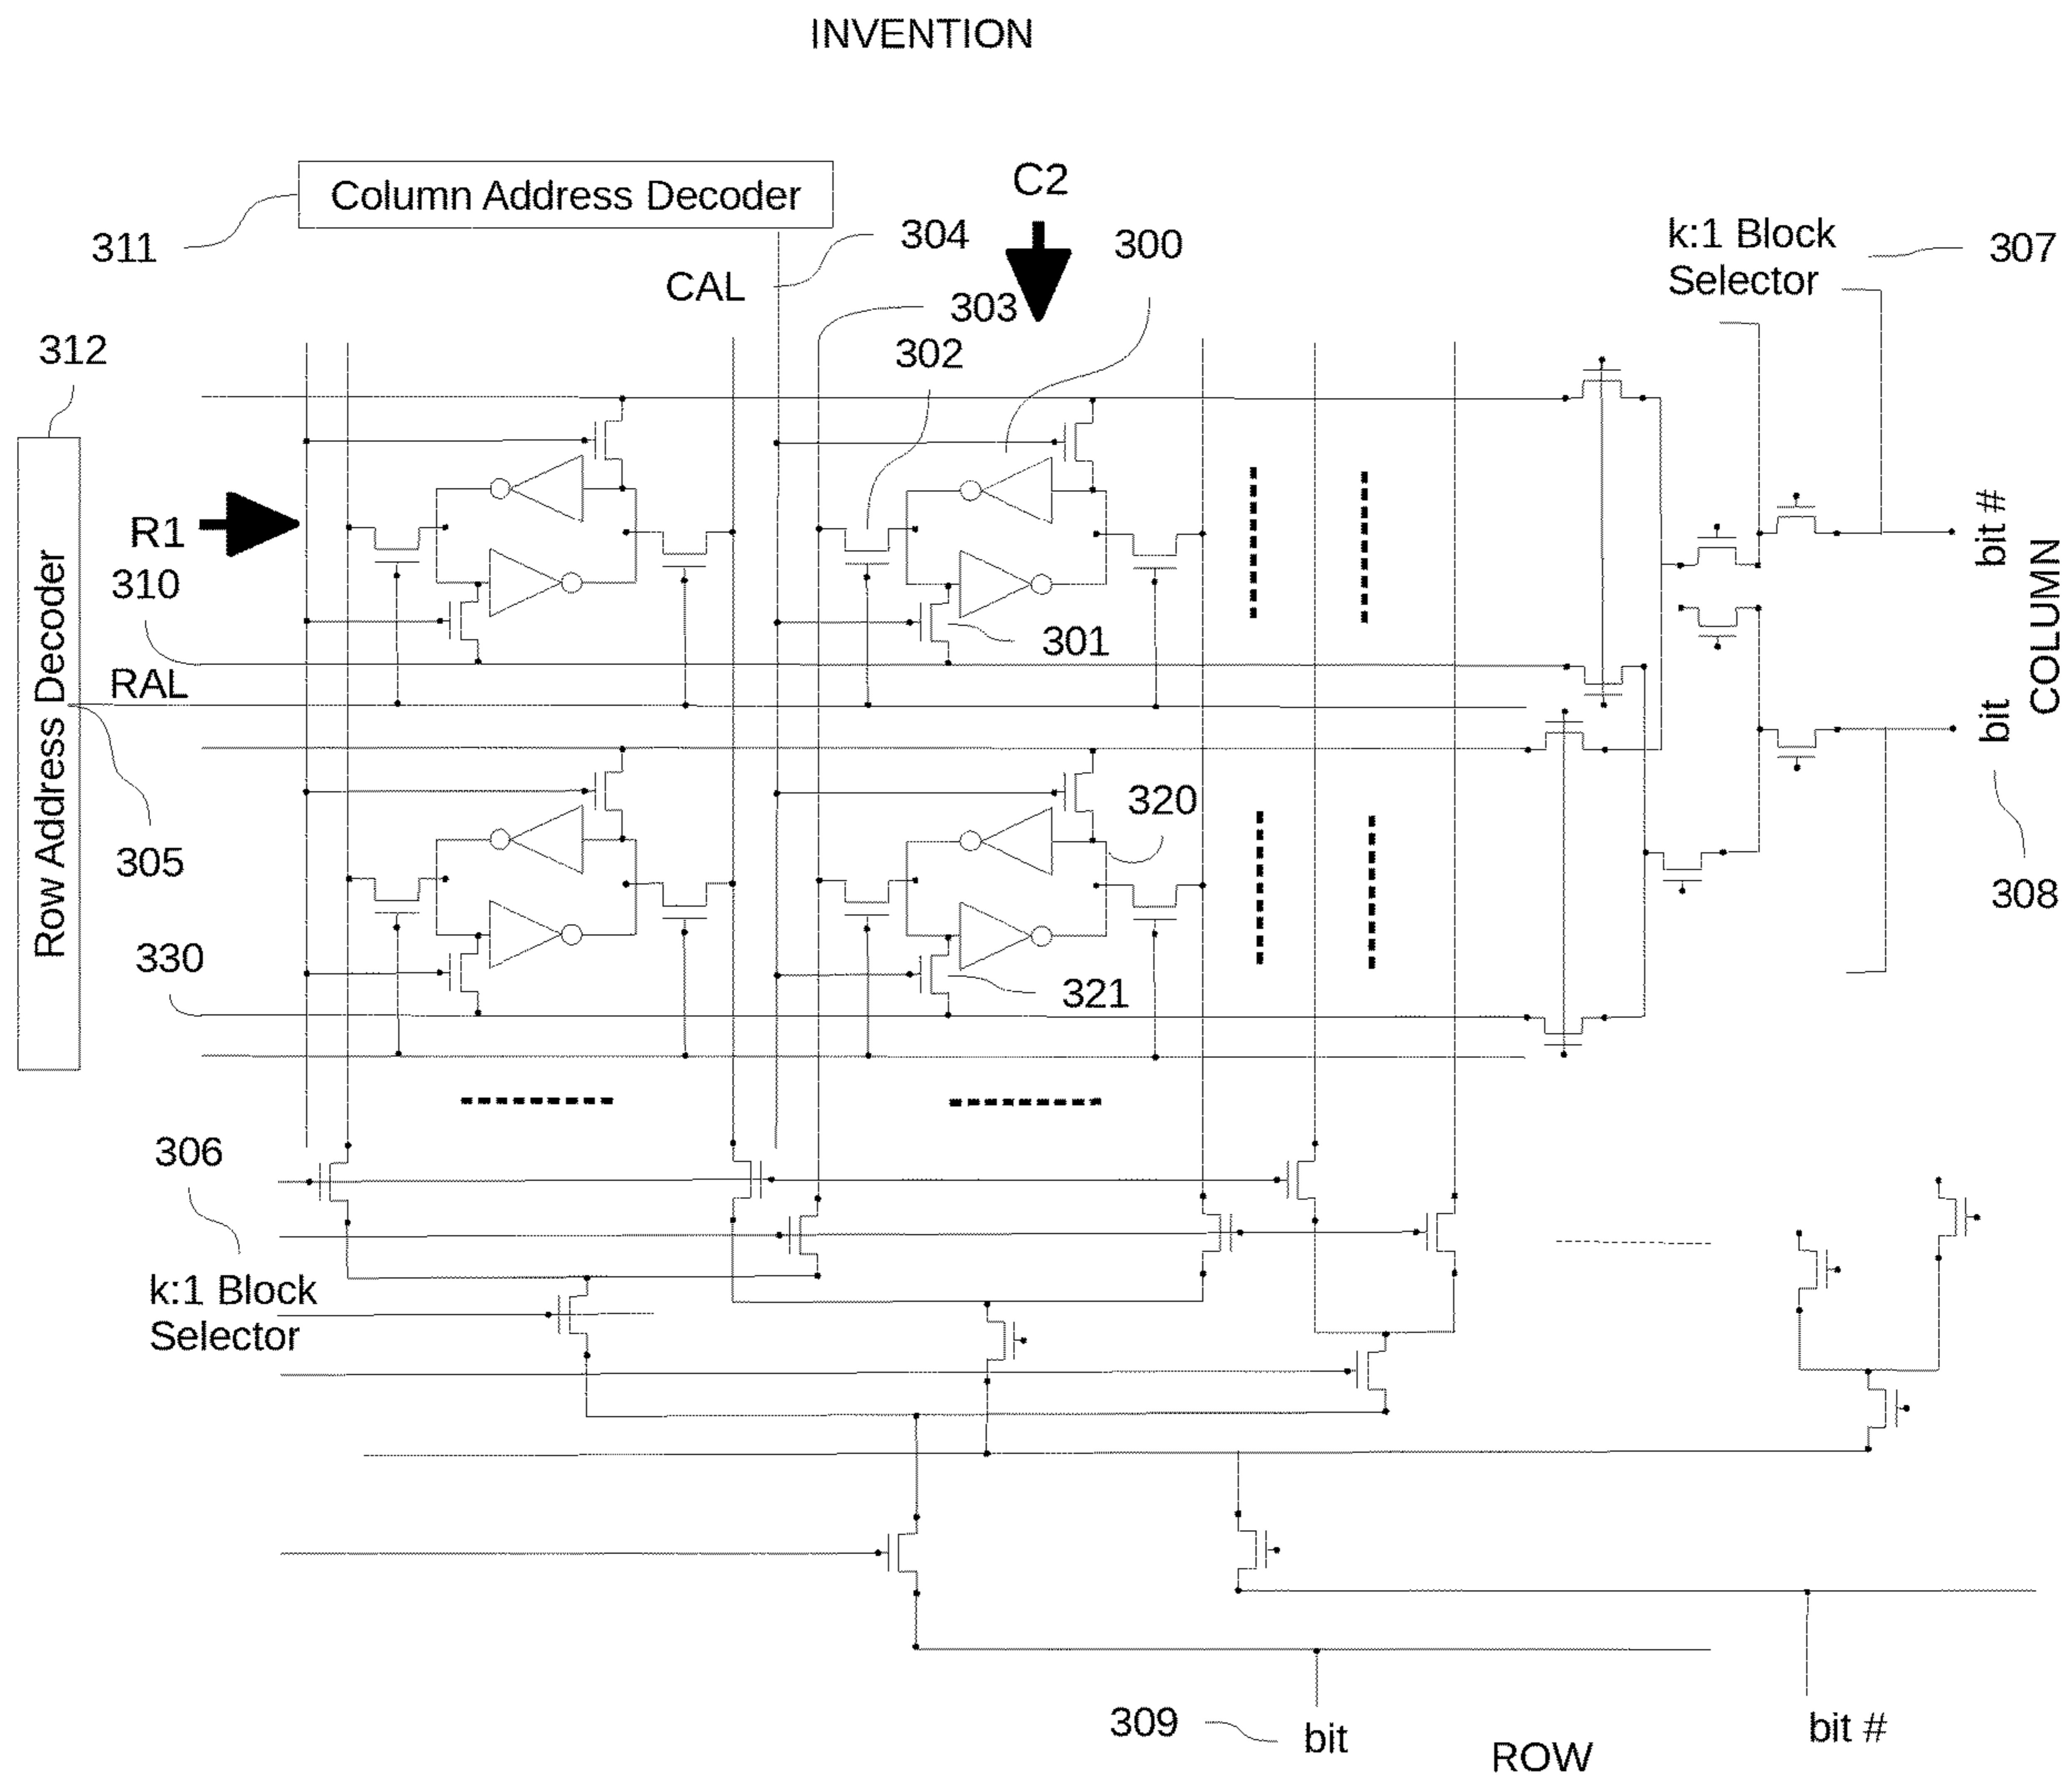 INVENTION
Column Address Decoder
C2
311
304
300
k:1 Block
Selector
307
CAL
303
302
312
R1
bit #
COLUMN
310
Row Address Decoder
301
RAL
bit
320
305
308
330
321
306
k:1 Block
Selector
309
bit
bit #
ROW